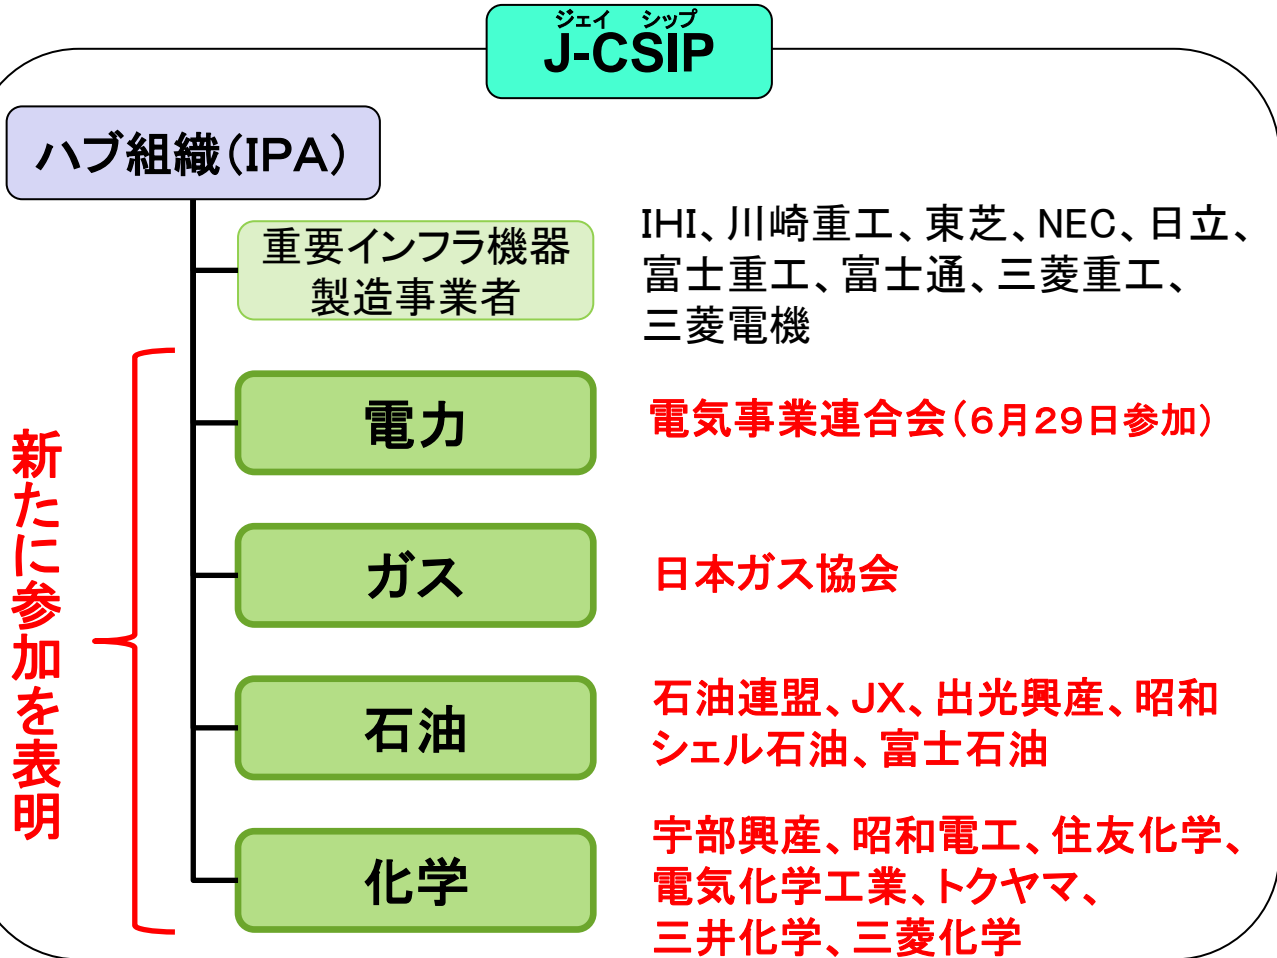 ジェイ シップ
J-CSIP
ハブ組織(IPA)
重要インフラ機器
製造事業者
IHI、川崎重工、東芝、NEC、日立、
富士重工、富士通、三菱重工、
三菱電機
新たに参加を表明
電力
電気事業連合会(6月29日参加)
ガス
日本ガス協会
石油
石油連盟、JX、出光興産、昭和
シェル石油、富士石油
化学
宇部興産、昭和電工、住友化学、
電気化学工業、トクヤマ、
三井化学、三菱化学